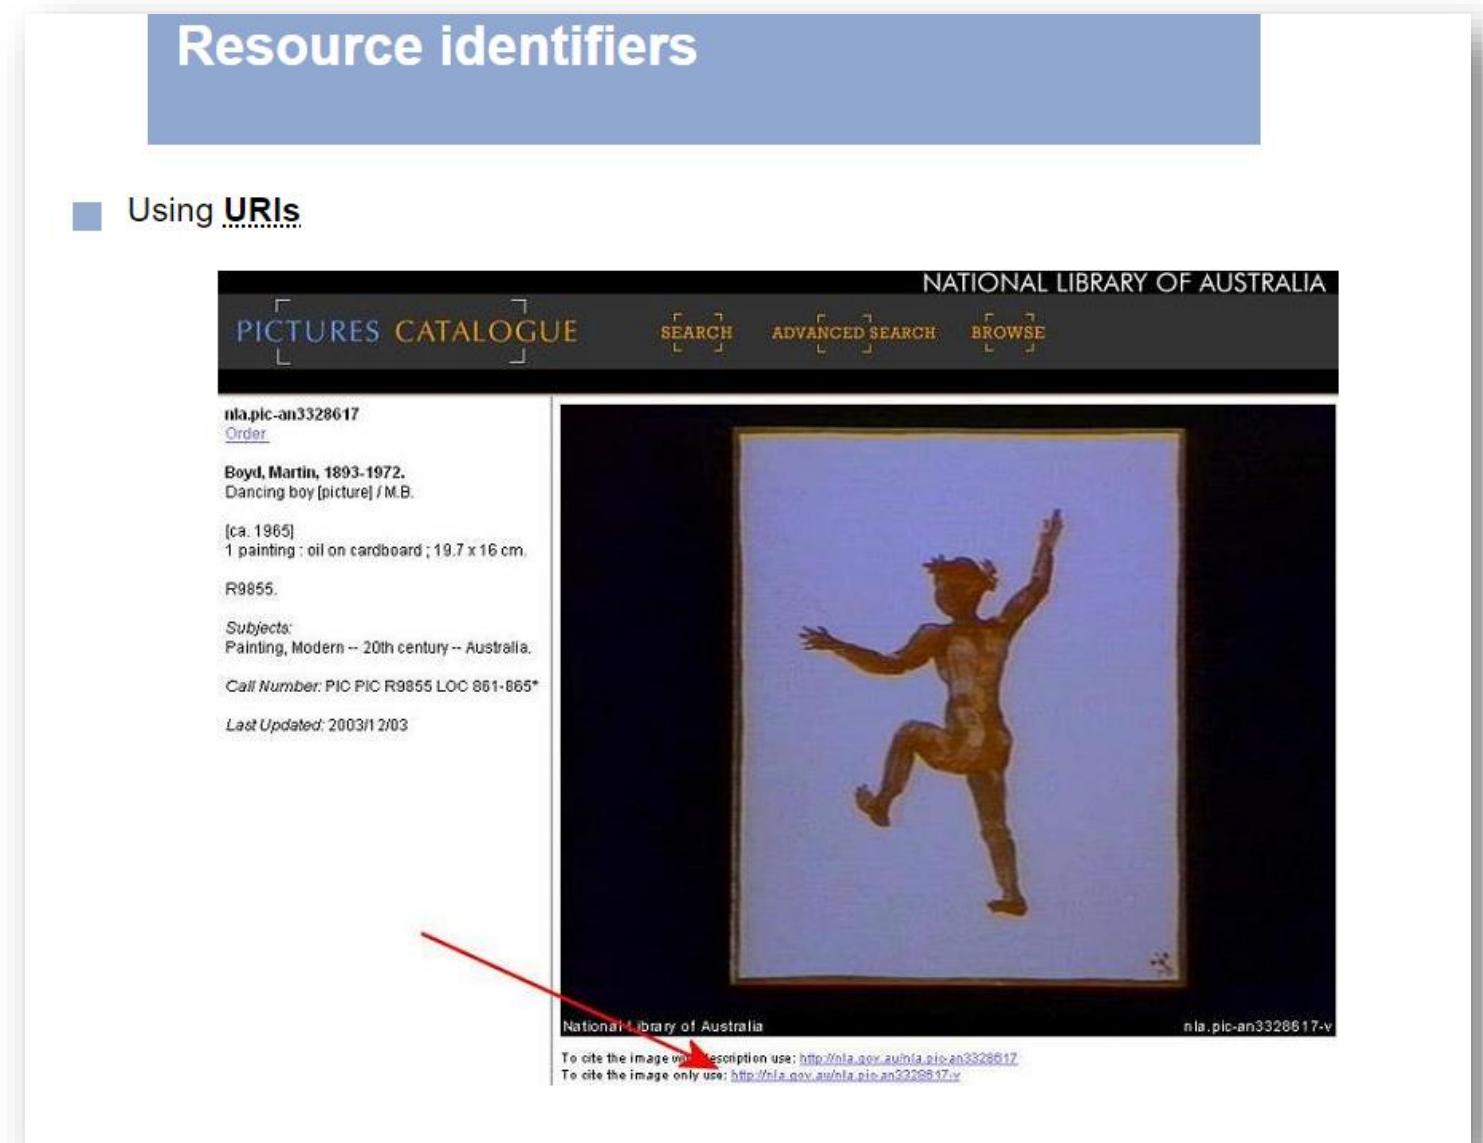 Resource identifiers
Using URIs
NATIONAL LIBRARY OF AUSTRALIA
PICTURES CATALOGUE
SEARCH
ADVANCED SEARCH
BROWSE
nla.pic-an3328617
Order
Boyd, Martin, 1893-1972.
Dancing boy [picture] / M.B.
[ca. 1965]
1 painting : oil on cardboard ; 19.7 x 16 cm.
R9855.
Subjects:
Painting, Modern -- 20th century -- Australia.
Call Number: PIC PIC R9855 LOC 861-865*
Last Updated: 2003/12/03
National Library of Australia
nla.pic-an3328617-v
To cite the image with description use: http://nla.gov.au/nla.pic-an3328617
To cite the image only use: http://nla.gov.au/nla.pic-an3328617-v